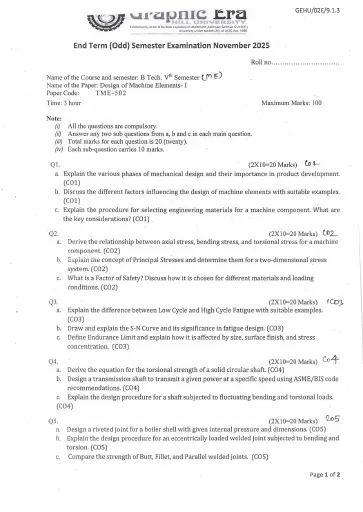 GEHU/02E/9.1.3
Graphic Era
HILL UNIVERSITY
End Term (Odd) Semester Examination November 2025
Roll no..............................
Name of the Course and semester: B Tech. Vth Semester (ME)
Name of the Paper: Design of Machine Elements- I
Paper Code: TME-502
Time: 3 hour Maximum Marks: 100
Note:
(i) All the questions are compulsory.
(ii) Answer any two sub questions from a, b and c in each main question.
(iii) Total marks for each question is 20 (twenty).
(iv) Each sub-question carries 10 marks.
Q1. (2X10=20 Marks) CO1
a. Explain the various phases of mechanical design and their importance in product development.
(CO1)
b. Discuss the different factors influencing the design of machine elements with suitable examples.
(CO1)
c. Explain the procedure for selecting engineering materials for a machine component. What are
the key considerations? (CO1)
Q2. (2X10=20 Marks) CO2
a. Derive the relationship between axial stress, bending stress, and torsional stress for a machine
component. (CO2)
b. Explain the concept of Principal Stresses and determine them for a two-dimensional stress
system. (CO2)
c. What is a Factor of Safety? Discuss how it is chosen for different materials and loading
conditions. (CO2)
Q3. (2X10=20 Marks) CO3
a. Explain the difference between Low Cycle and High Cycle Fatigue with suitable examples.
(CO3)
b. Draw and explain the S-N Curve and its significance in fatigue design. (CO3)
c. Define Endurance Limit and explain how it is affected by size, surface finish, and stress
concentration. (CO3)
Q4. (2X10=20 Marks) CO4
a. Derive the equation for the torsional strength of a solid circular shaft. (CO4)
b. Design a transmission shaft to transmit a given power at a specific speed using ASME/BIS code
recommendations. (CO4)
c. Explain the design procedure for a shaft subjected to fluctuating bending and torsional loads.
(CO4)
Q5. (2X10=20 Marks) CO5
a. Design a riveted joint for a boiler shell with given internal pressure and dimensions. (CO5)
b. Explain the design procedure for an eccentrically loaded welded joint subjected to bending and
torsion. (CO5)
c. Compare the strength of Butt, Fillet, and Parallel welded joints. (CO5)
Page 1 of 2